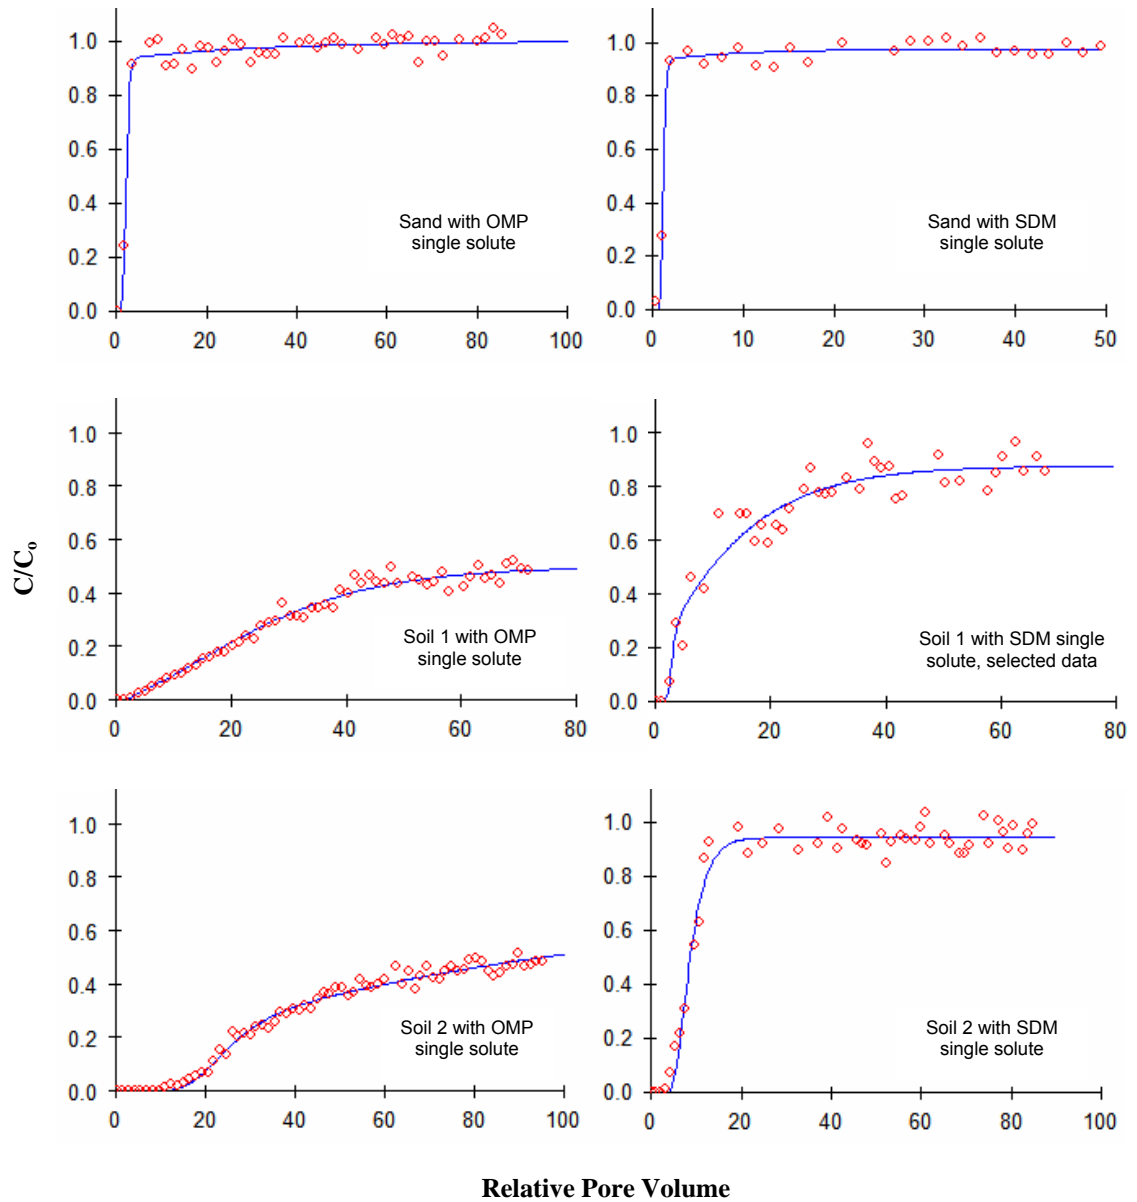 1.0
0.8
0.6
0.4
0.2
0.0
0 20 40 60 80 100
Sand with OMP
single solute
1.0
0.8
0.6
0.4
0.2
0.0
0 10 20 30 40 50
Sand with SDM
single solute
C/Co
1.0
0.8
0.6
0.4
0.2
0.0
0 20 40 60 80
Soil 1 with OMP
single solute
1.0
0.8
0.6
0.4
0.2
0.0
0 20 40 60 80
Soil 1 with SDM single
solute, selected data
1.0
0.8
0.6
0.4
0.2
0.0
0 20 40 60 80 100
Soil 2 with OMP
single solute
1.0
0.8
0.6
0.4
0.2
0.0
0 20 40 60 80 100
Soil 2 with SDM
single solute
Relative Pore Volume